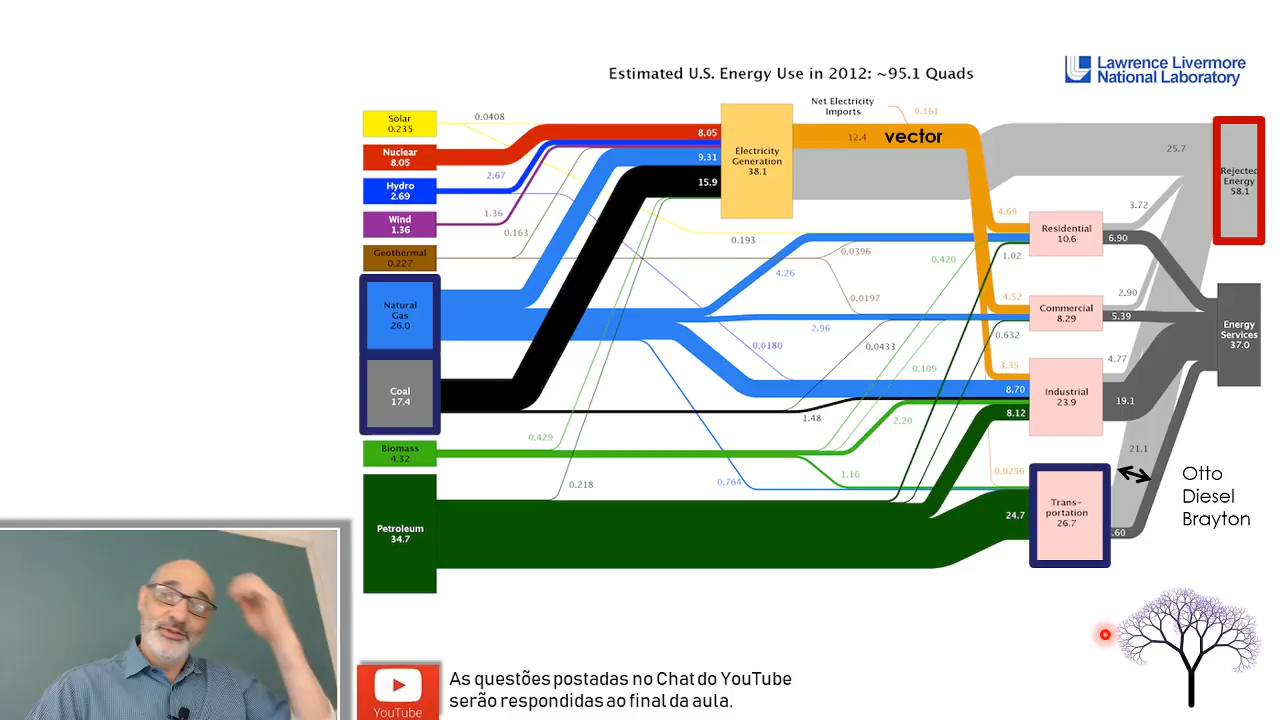 Lawrence Livermore
National Laboratory
Estimated U.S. Energy Use in 2012: ~95.1 Quads
Net Electricity
Imports
0.161
Solar
0.235
0.0408
Nuclear
8.05
8.05
Hydro
2.69
2.67
9.31
Wind
1.36
1.36
15.9
Geothermal
0.227
0.163
Electricity
Generation
38.1
12.4
vector
25.7
Rejected
Energy
58.1
0.193
4.69
Residential
10.6
3.72
6.90
0.0396
0.420
1.02
4.26
Natural
Gas
26.0
0.0197
4.52
Commercial
8.29
2.90
5.39
2.96
0.632
Energy
Services
37.0
0.0180
0.0433
Coal
17.4
0.109
3.35
4.77
8.70
Industrial
23.9
19.1
1.48
8.12
2.20
Biomass
4.32
0.429
21.1
0.218
0.764
1.16
0.0256
Petroleum
34.7
24.7
Trans-
portation
26.7
.60
Otto
Diesel
Brayton
YouTube
As questões postadas no Chat do YouTube
serão respondidas ao final da aula.